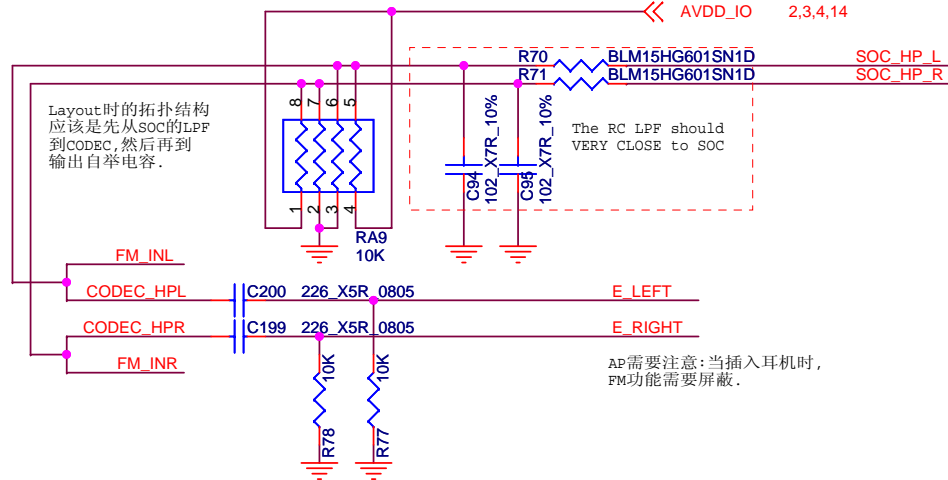 AVDD_IO 2,3,4,14
R70 BLM15HG601SN1D SOC_HP_L
R71 BLM15HG601SN1D SOC_HP_R
Layout时的拓扑结构
应该是先从SOC的LPF
到CODEC,然后再到
输出自举电容.
8 7 6 5
1 2 3 4
RA9
10K
C94
102_X7R_10%
C95
102_X7R_10%
The RC LPF should
VERY CLOSE to SOC
FM_INL
CODEC_HPL C200 226_X5R_0805 E_LEFT
CODEC_HPR C199 226_X5R_0805 E_RIGHT
FM_INR
10K
R78
10K
R77
AP需要注意:当插入耳机时,
FM功能需要屏蔽.